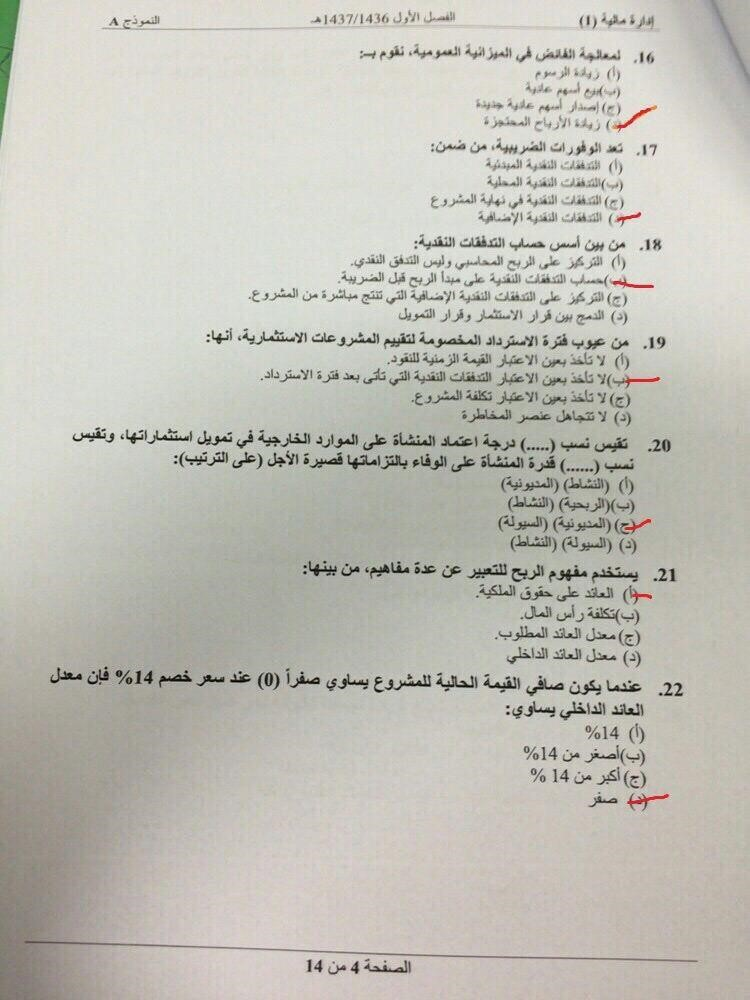 إدارة مالية (1) الفصل الأول 1437/1436هـ النموذج A
16. لمعالجة الفائض في الميزانية العمومية، نقوم بـ:
(أ) زيادة الرسوم
(ب)بيع أسهم عادية
(ج) إصدار أسهم عادية جديدة
(د) زيادة الأرباح المحتجزة
17. تعد الوفورات الضريبية، من ضمن:
(أ) التدفقات النقدية المبدئية
(ب)التدفقات النقدية المحلية
(ج) التدفقات النقدية في نهاية المشروع
(د) التدفقات النقدية الإضافية
18. من بين أسس حساب التدفقات النقدية:
(أ) التركيز على الربح المحاسبي وليس التدفق النقدي.
(ب)حساب التدفقات النقدية على مبدأ الربح قبل الضريبة.
(ج) التركيز على التدفقات النقدية الإضافية التي تنتج مباشرة من المشروع.
(د) الدمج بين قرار الاستثمار وقرار التمويل
19. من عيوب فترة الاسترداد المخصومة لتقييم المشروعات الاستثمارية، أنها:
(أ) لا تأخذ بعين الاعتبار القيمة الزمنية للنقود.
(ب)لا تأخذ بعين الاعتبار التدفقات النقدية التي تأتى بعد فترة الاسترداد.
(ج) لا تأخذ بعين الاعتبار تكلفة المشروع.
(د) لا تتجاهل عنصر المخاطرة
20. تقيس نسب (.....) درجة اعتماد المنشأة على الموارد الخارجية في تمويل استثماراتها، وتقيس
نسب (......) قدرة المنشأة على الوفاء بالتزاماتها قصيرة الأجل (على الترتيب):
(أ) (النشاط) (المديونية)
(ب)(الربحية) (النشاط)
(ج) (المديونية) (السيولة)
(د) (السيولة) (النشاط)
21. يستخدم مفهوم الربح للتعبير عن عدة مفاهيم، من بينها:
(أ) العائد على حقوق الملكية.
(ب)تكلفة رأس المال.
(ج) معدل العائد المطلوب.
(د) معدل العائد الداخلي
22. عندما يكون صافي القيمة الحالية للمشروع يساوي صفراً (0) عند سعر خصم 14% فإن معدل
العائد الداخلي يساوي:
(أ) 14%
(ب)أصغر من 14%
(ج) أكبر من 14 %
(د) صفر
الصفحة 4 من 14